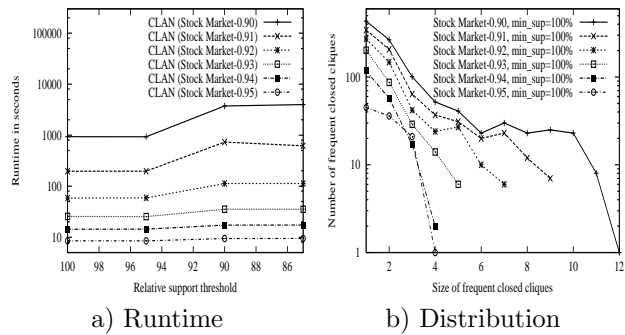 Runtime in seconds
100000
10000
1000
100
10
CLAN (Stock Market-0.90)
CLAN (Stock Market-0.91)
CLAN (Stock Market-0.92)
CLAN (Stock Market-0.93)
CLAN (Stock Market-0.94)
CLAN (Stock Market-0.95)
100 98 96 94 92 90 88 86
Relative support threshold
a) Runtime
Number of frequent closed cliques
100
10
1
Stock Market-0.90, min_sup=100%
Stock Market-0.91, min_sup=100%
Stock Market-0.92, min_sup=100%
Stock Market-0.93, min_sup=100%
Stock Market-0.94, min_sup=100%
Stock Market-0.95, min_sup=100%
2 4 6 8 10 12
Size of frequent closed cliques
b) Distribution